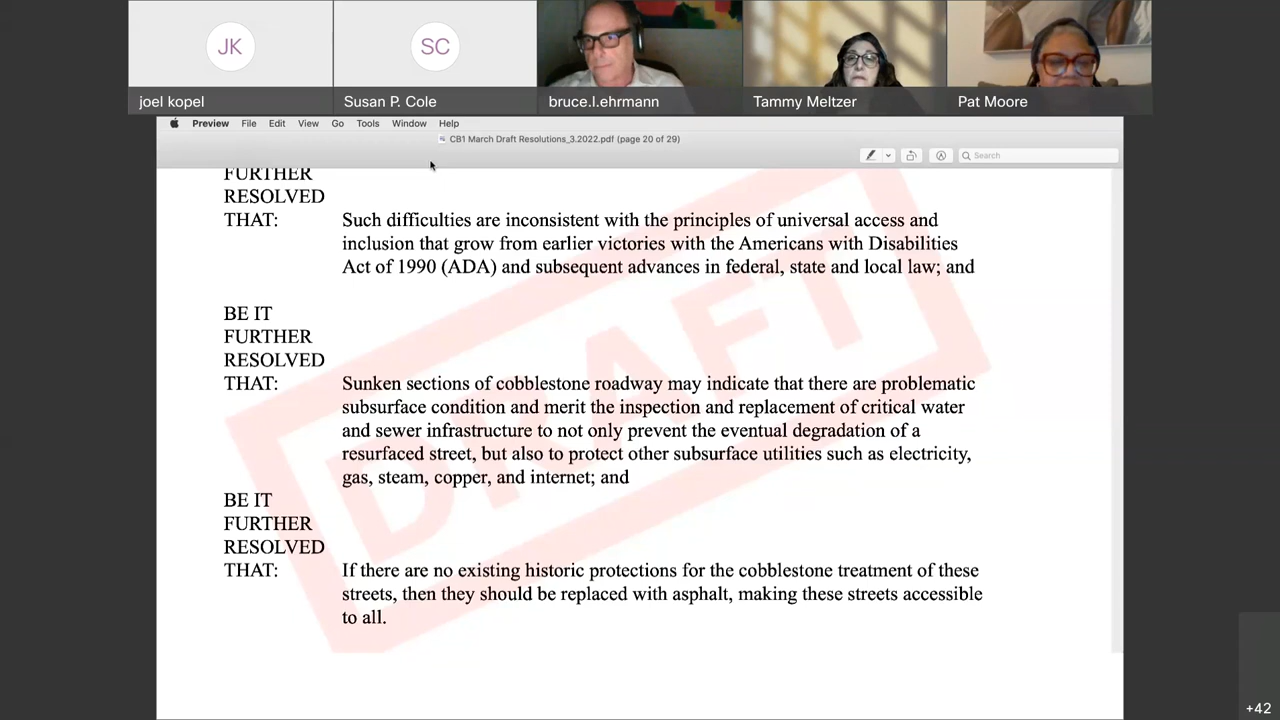 JK
SC
joel kopel
Susan P. Cole
bruce.l.ehrmann
Tammy Meltzer
Pat Moore
Preview File Edit View Go Tools Window Help
CB1 March Draft Resolutions_3.2022.pdf (page 20 of 29)
Search
FURTHER
RESOLVED
THAT: Such difficulties are inconsistent with the principles of universal access and
inclusion that grow from earlier victories with the Americans with Disabilities
Act of 1990 (ADA) and subsequent advances in federal, state and local law; and
BE IT
FURTHER
RESOLVED
THAT: Sunken sections of cobblestone roadway may indicate that there are problematic
subsurface condition and merit the inspection and replacement of critical water
and sewer infrastructure to not only prevent the eventual degradation of a
resurfaced street, but also to protect other subsurface utilities such as electricity,
gas, steam, copper, and internet; and
BE IT
FURTHER
RESOLVED
THAT: If there are no existing historic protections for the cobblestone treatment of these
streets, then they should be replaced with asphalt, making these streets accessible
to all.
DRAFT
+42